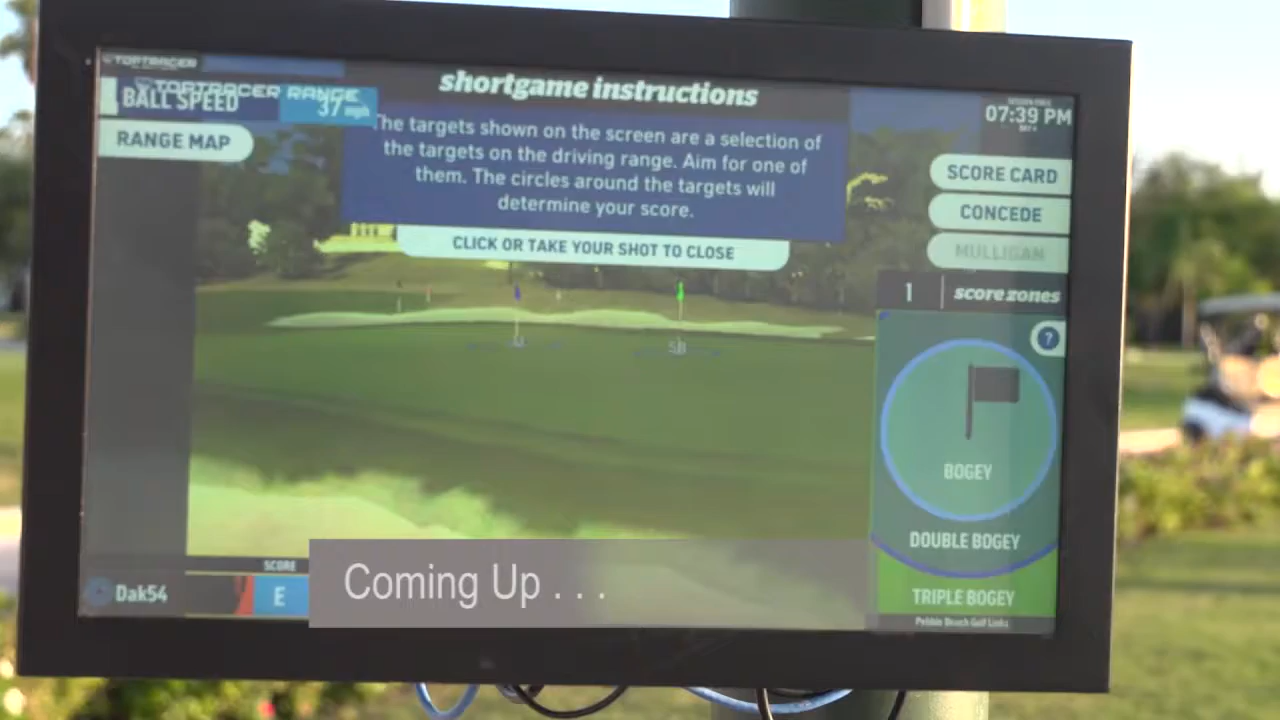 TOPTRACER
TOPTRACER RANGE
BALL SPEED
37 mph
RANGE MAP
shortgame instructions
The targets shown on the screen are a selection of
the targets on the driving range. Aim for one of
them. The circles around the targets will
determine your score.
CLICK OR TAKE YOUR SHOT TO CLOSE
07:39 PM
SCORE CARD
CONCEDE
MULLIGAN
1 scorezones
?
BOGEY
DOUBLE BOGEY
TRIPLE BOGEY
Pebble Beach Golf Links
SCORE
Dak54
E
Coming Up . . .